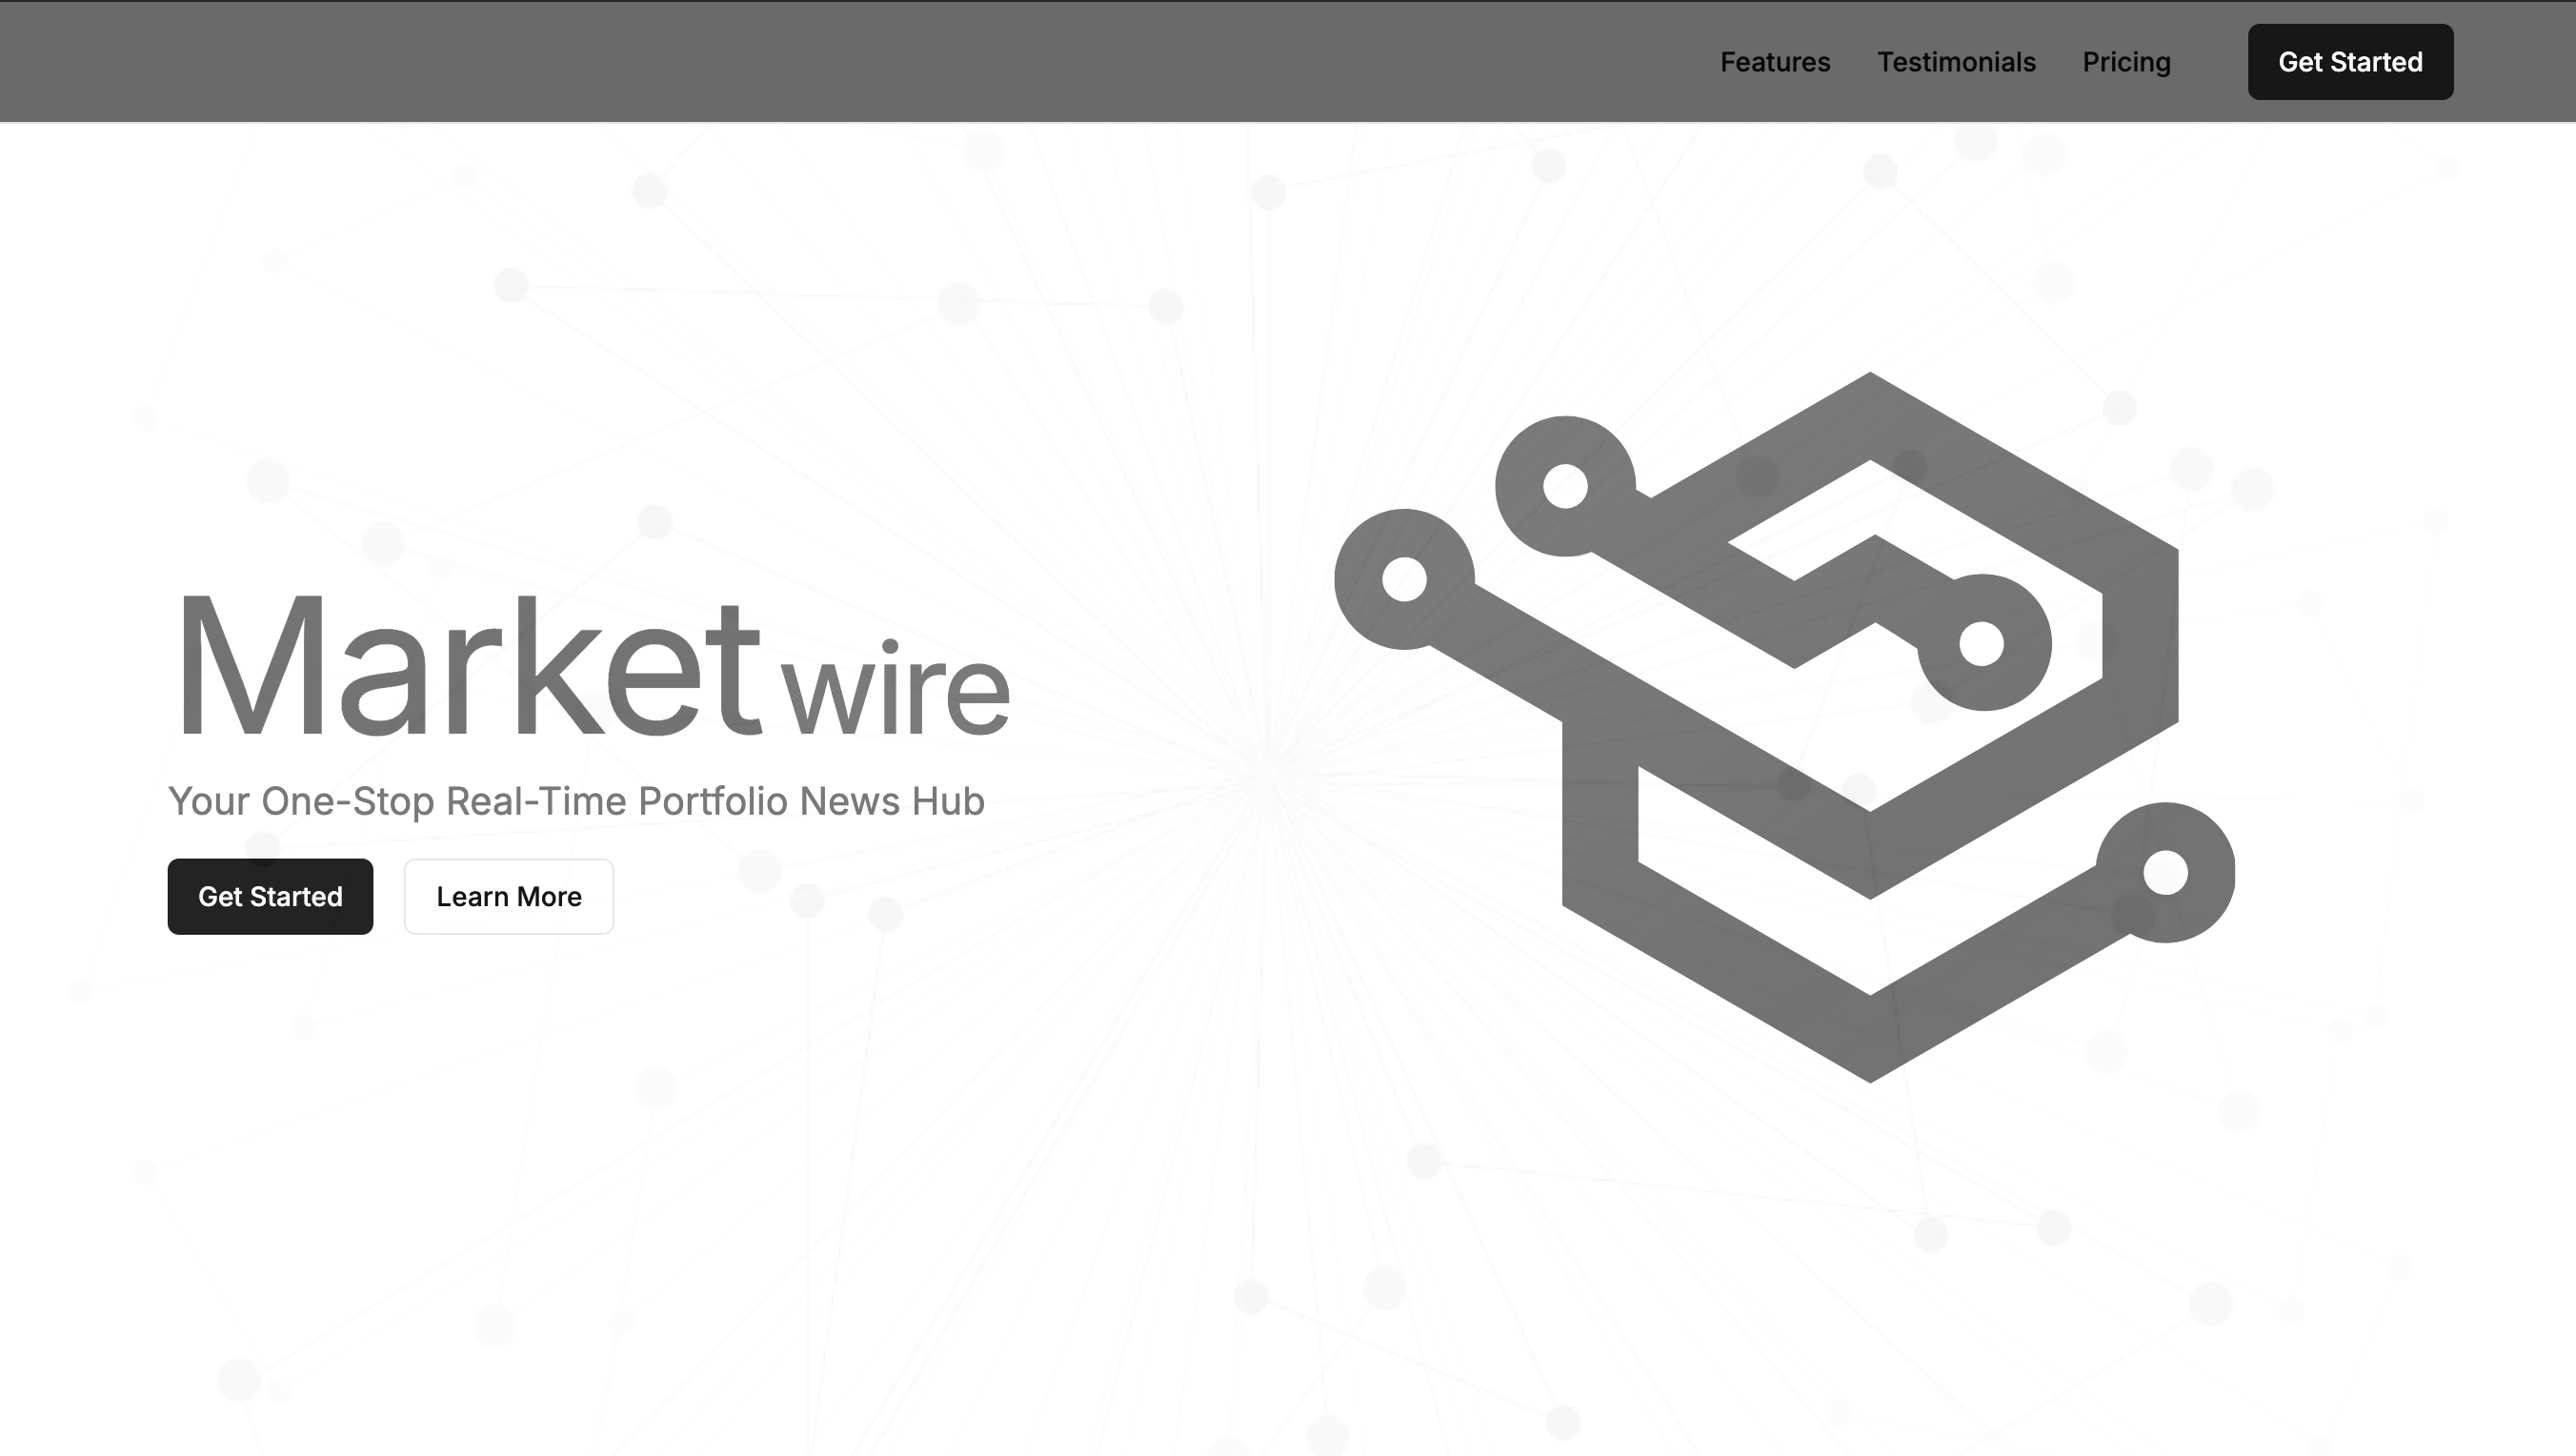 Features Testimonials Pricing Get Started
Market wire
Your One-Stop Real-Time Portfolio News Hub
Get Started Learn More